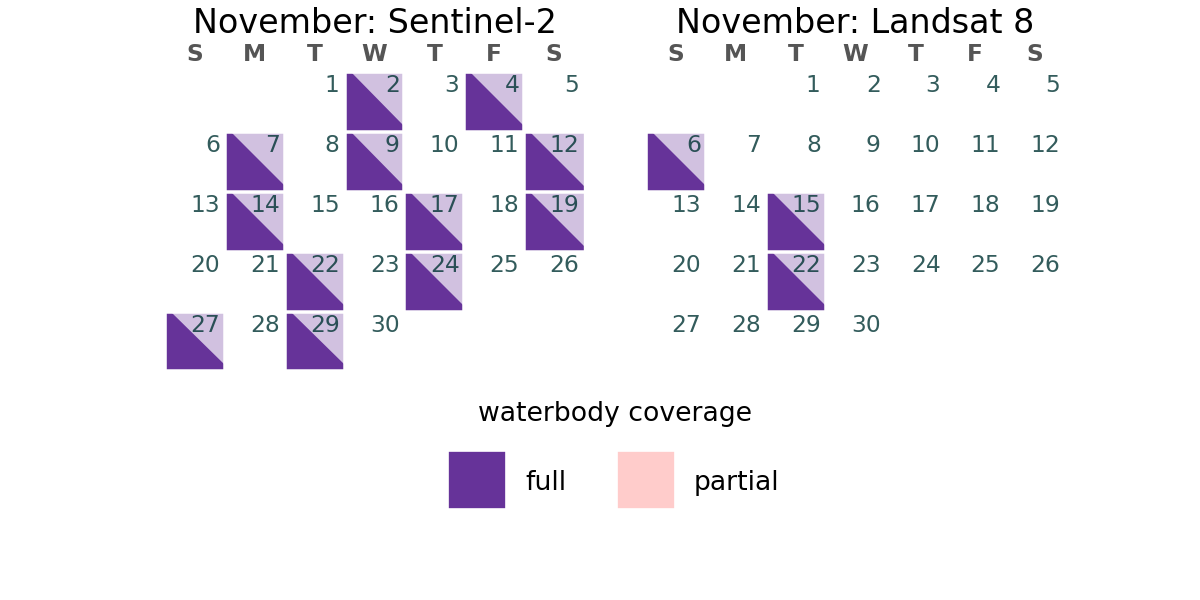 November: Sentinel-2
S M T W T F S
1 2 3 4 5
6 7 8 9 10 11 12
13 14 15 16 17 18 19
20 21 22 23 24 25 26
27 28 29 30
November: Landsat 8
S M T W T F S
1 2 3 4 5
6 7 8 9 10 11 12
13 14 15 16 17 18 19
20 21 22 23 24 25 26
27 28 29 30
waterbody coverage
full
partial